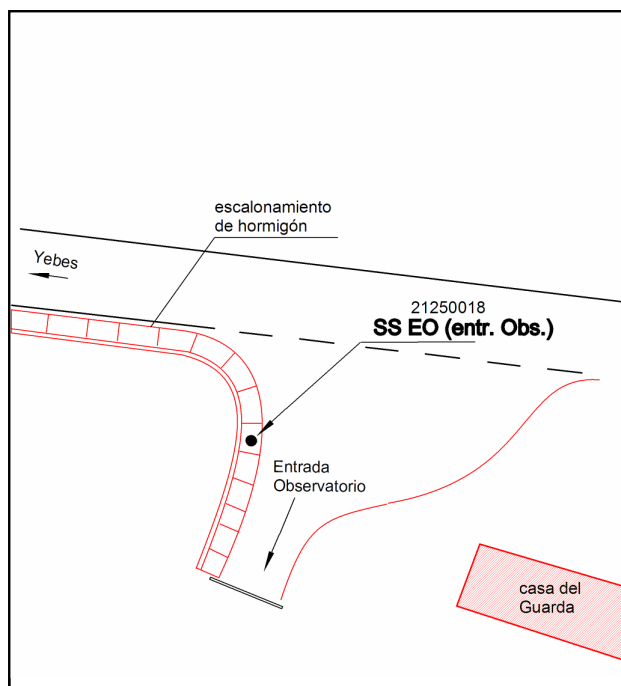 escalonamiento
de hormigón
Yebes
21250018
SS EO (entr. Obs.)
Entrada
Observatorio
casa del
Guarda